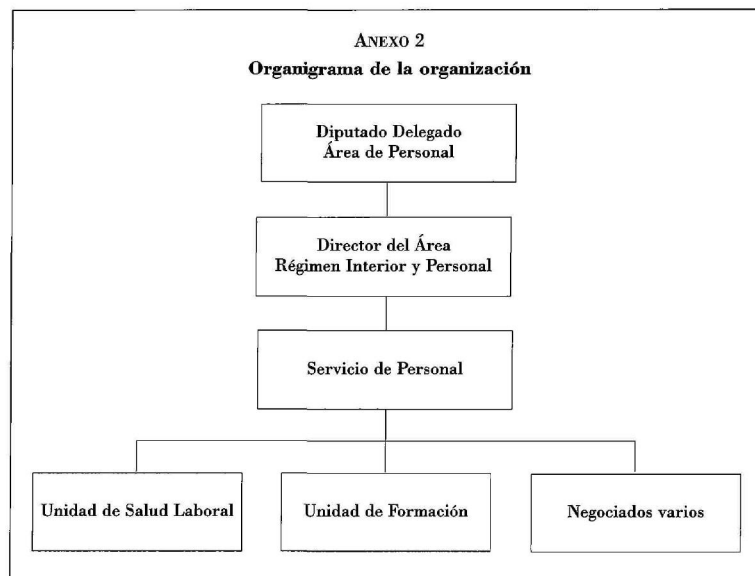 ANEXO 2
Organigrama de la organización
Diputado Delegado
Área de Personal
Director del Área
Régimen Interior y Personal
Servicio de Personal
Unidad de Salud Laboral
Unidad de Formación
Negociados varios